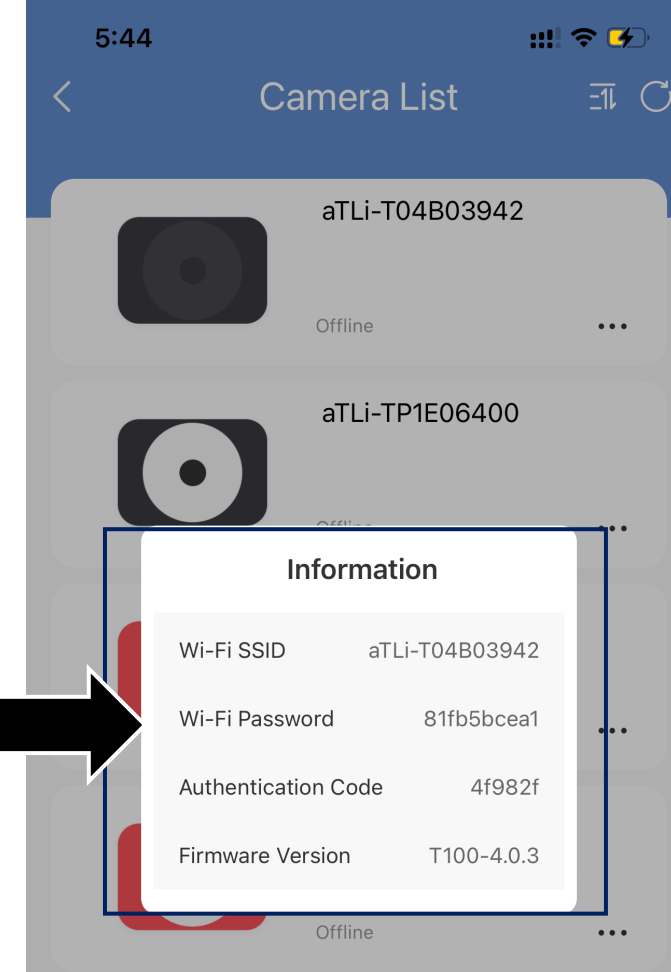 5:44
Camera List
aTLi-T04B03942
Offline
aTLi-TP1E06400
Offline
Information
Wi-Fi SSID aTLi-T04B03942
Wi-Fi Password 81fb5bcea1
Authentication Code 4f982f
Firmware Version T100-4.0.3
Offline